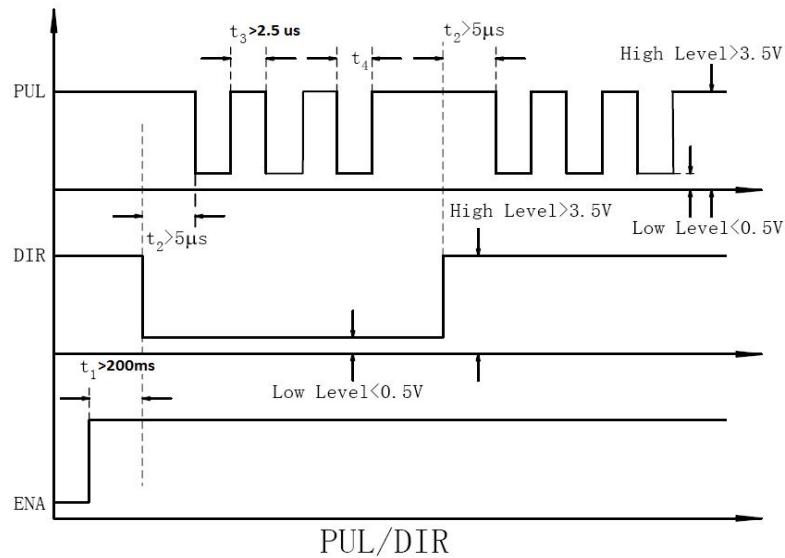 t3>2.5 us
t2>5μs
t4
High Level>3.5V
PUL
High Level>3.5V
Low Level<0.5V
t2>5μs
DIR
t1>200ms
Low Level<0.5V
ENA
PUL/DIR